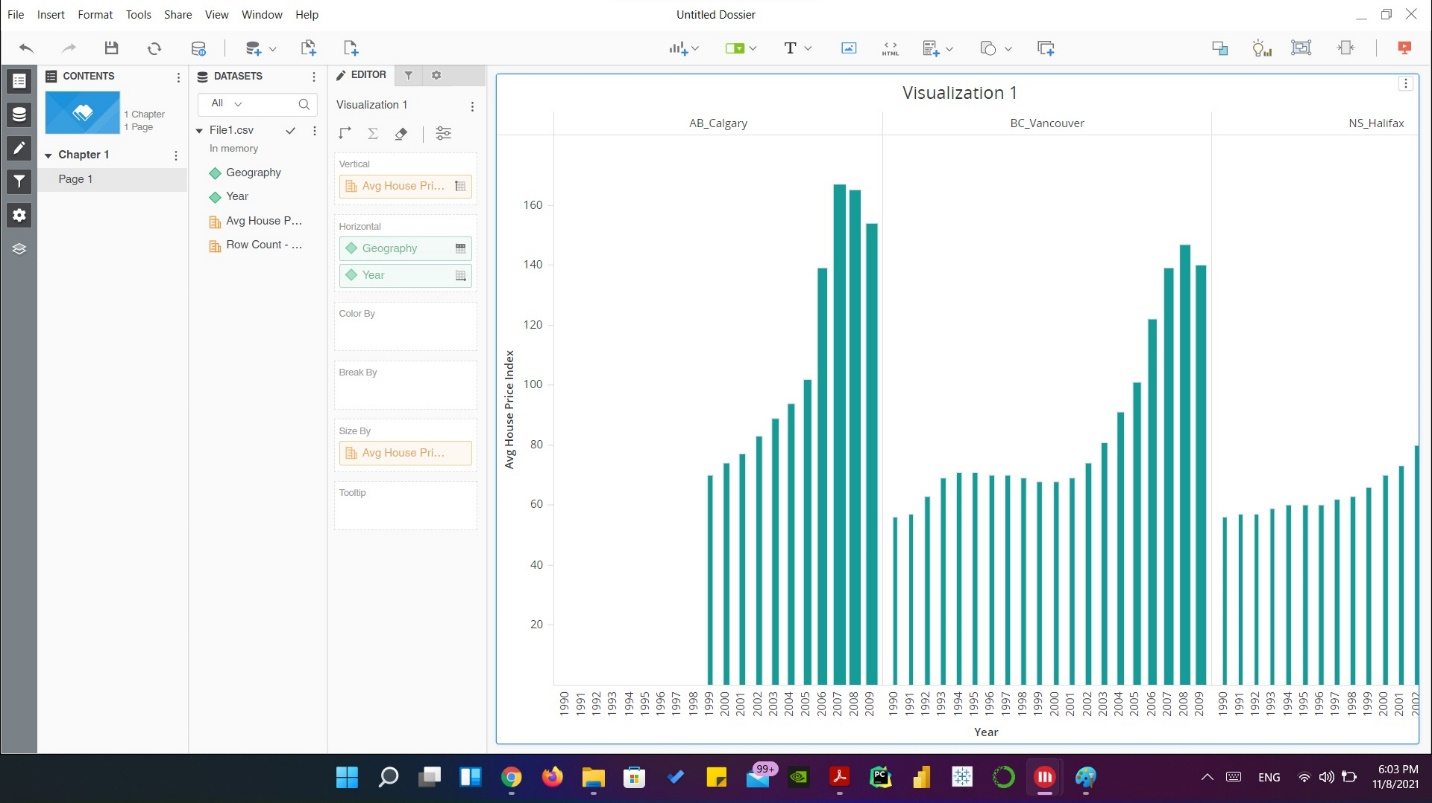 File Insert Format Tools Share View Window Help
Untitled Dossier
T
HTML
CONTENTS
1 Chapter
1 Page
Chapter 1
Page 1
DATASETS
All
File1.csv
In memory
Geography
Year
Avg House P...
Row Count - ...
EDITOR
Visualization 1
Vertical
Avg House Pri...
Horizontal
Geography
Year
Color By
Break By
Size By
Avg House Pri...
Tooltip
Visualization 1
AB_Calgary BC_Vancouver NS_Halifax
160
140
120
100
80
60
40
20
Avg House Price Index
1990 1991 1992 1993 1994 1995 1996 1997 1998 1999 2000 2001 2002 2003 2004 2005 2006 2007 2008 2009 1990 1991 1992 1993 1994 1995 1996 1997 1998 1999 2000 2001 2002 2003 2004 2005 2006 2007 2008 2009 1990 1991 1992 1993 1994 1995 1996 1997 1998 1999 2000 2001 2002
Year
99+
PC
ENG
6:03 PM
11/8/2021